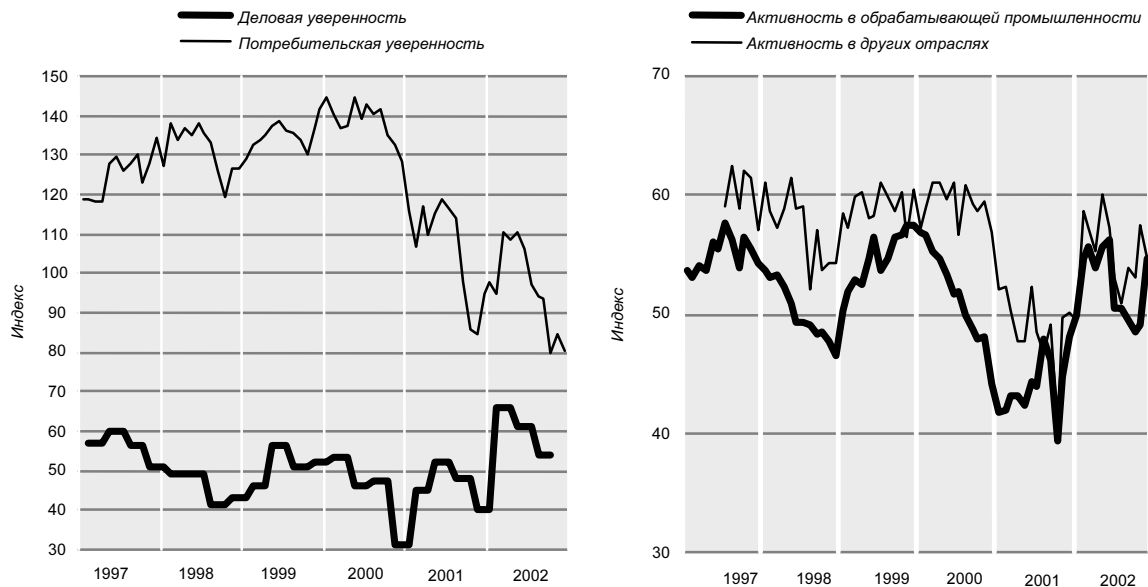 Деловая уверенность
Потребительская уверенность
150
140
130
120
110
100
90
80
70
60
50
40
30
Индекс
1997 1998 1999 2000 2001 2002
Активность в обрабатывающей промышленности
Активность в других отраслях
70
60
50
40
30
Индекс
1997 1998 1999 2000 2001 2002